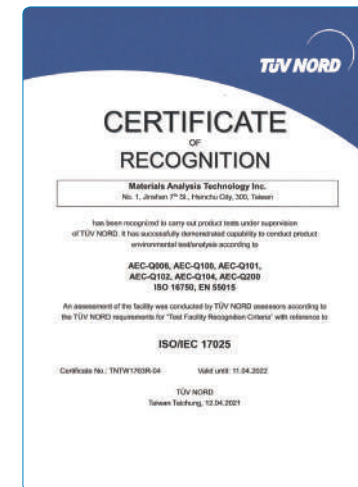 TÜV NORD
CERTIFICATE
OF
RECOGNITION
Materials Analysis Technology Inc.
No. 1, Jinshan 7th St., Hsinchu City, 300, Taiwan
has been recognized to carry out product tests under supervision
of TÜV NORD. It has successfully demonstrated capability to conduct product
environmental test/analysis according to
AEC-Q006, AEC-Q100, AEC-Q101,
AEC-Q102, AEC-Q104, AEC-Q200
ISO 16750, EN 55015
An assessment of the facility was conducted by TÜV NORD assessors according to
the TÜV NORD requirements for "Test Facility Recognition Criteria" with reference to
ISO/IEC 17025
Certificate No.: TNTW1703R-04 Valid until: 11.04.2022
TÜV NORD
Taiwan Taichung, 12.04.2021